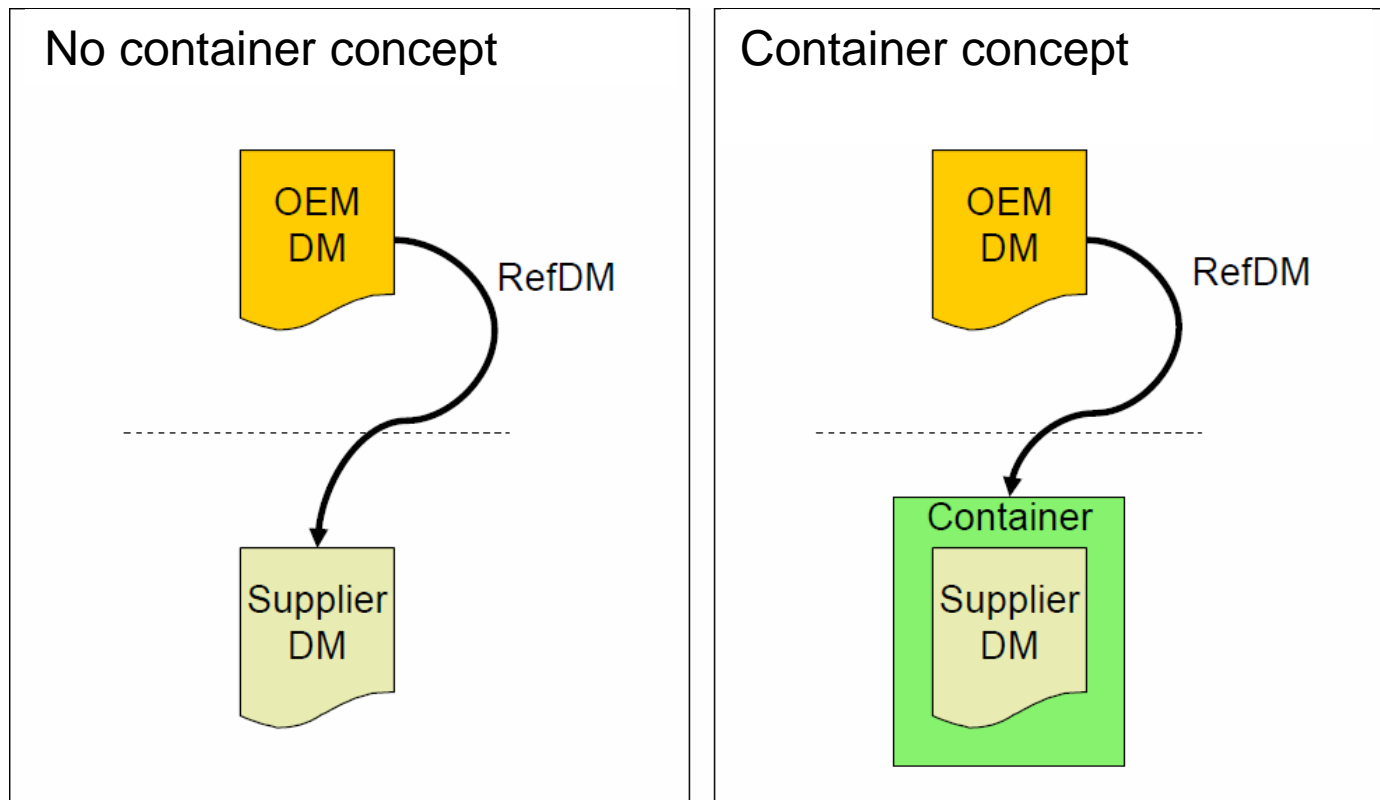 No container concept
OEM
DM
RefDM
Supplier
DM
Container concept
OEM
DM
RefDM
Container
Supplier
DM